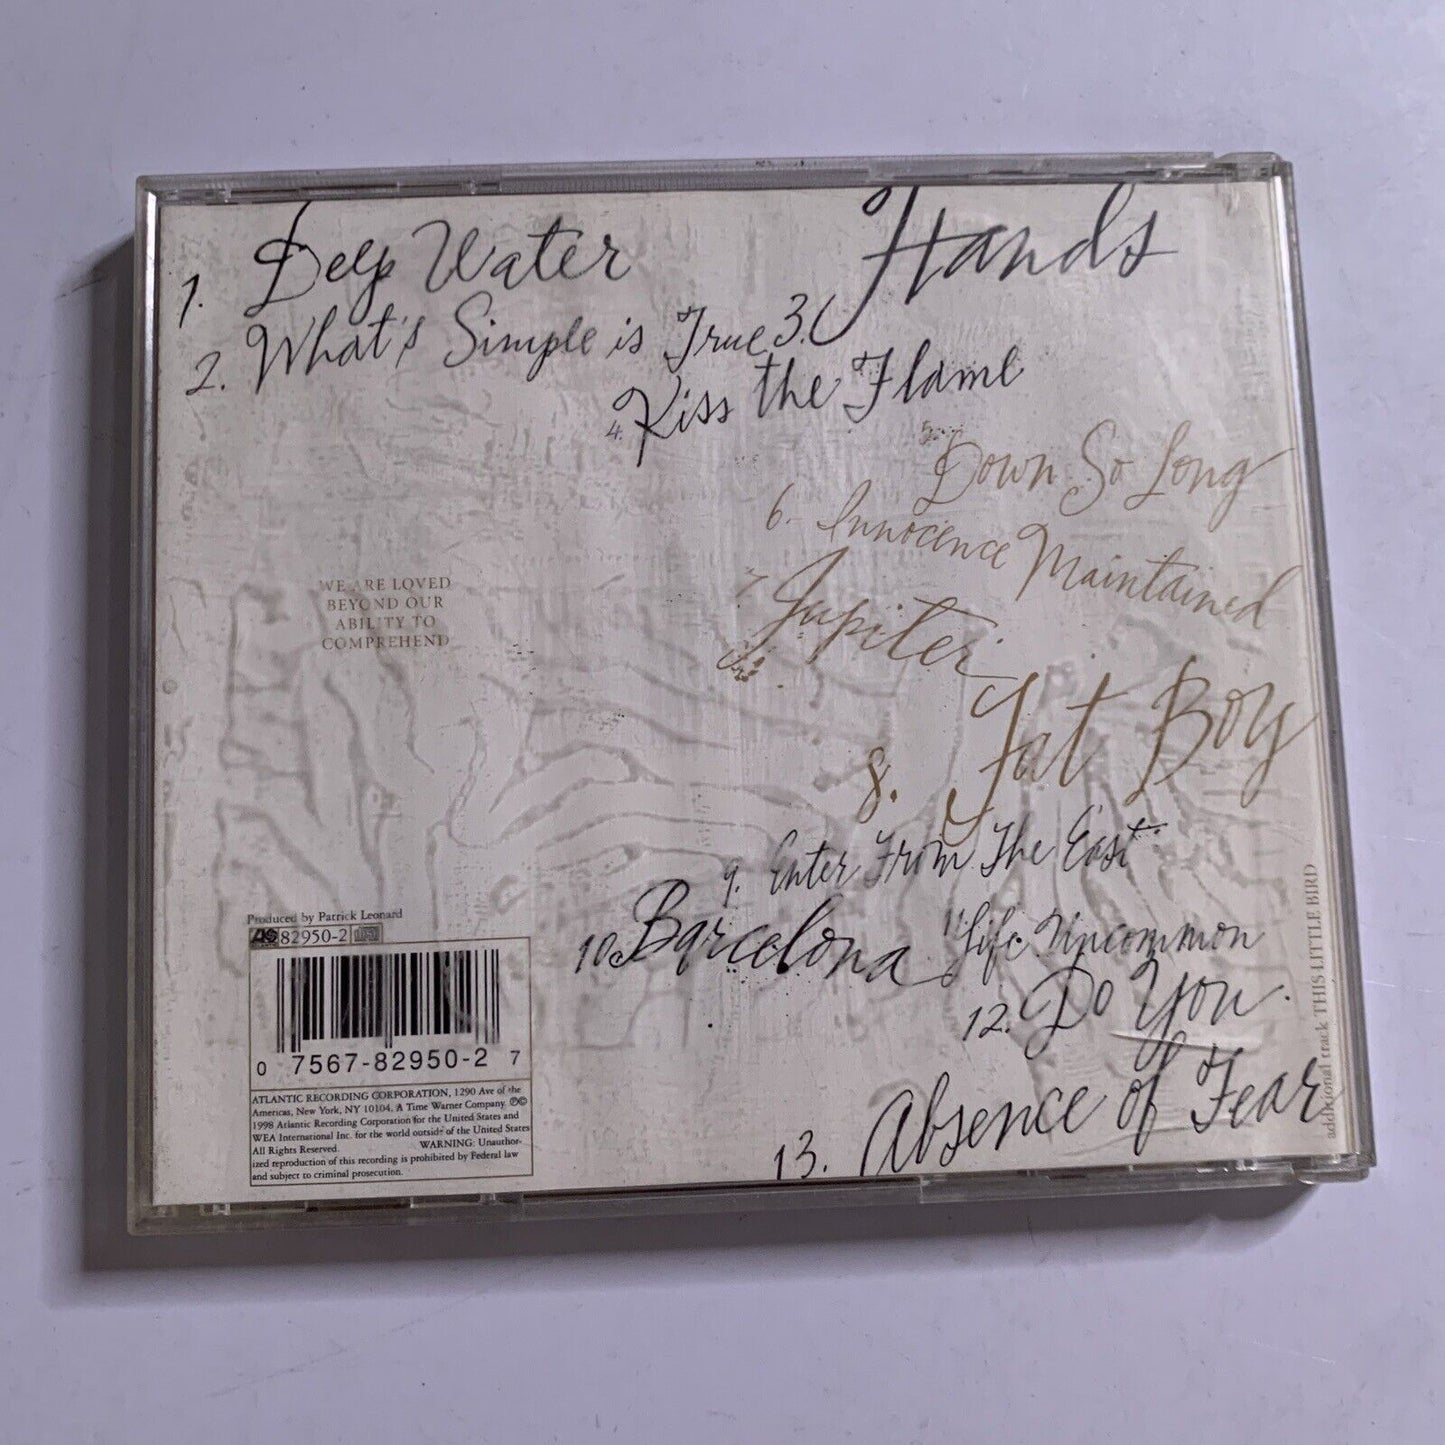 1. Deep Water
2. What's Simple is True
3. Hands
4. Kiss the Flame
5. Down So Long
6. Innocence Maintained
7. Jupiter
8. Fat Boy
9. Enter From The East
10. Barcelona
11 Life Uncommon
12. Do You
13. Absence of Fear
additional track THIS LITTLE BIRD
WE ARE LOVED
BEYOND OUR
ABILITY TO
COMPREHEND
Produced by Patrick Leonard
82950-2
0 7567-82950-2 7
ATLANTIC RECORDING CORPORATION, 1290 Ave of the
Americas, New York, NY 10104. A Time Warner Company. ℗©
1998 Atlantic Recording Corporation for the United States and
WEA International Inc. for the world outside of the United States
All Rights Reserved. WARNING: Unauthor-
ized reproduction of this recording is prohibited by Federal law
and subject to criminal prosecution.